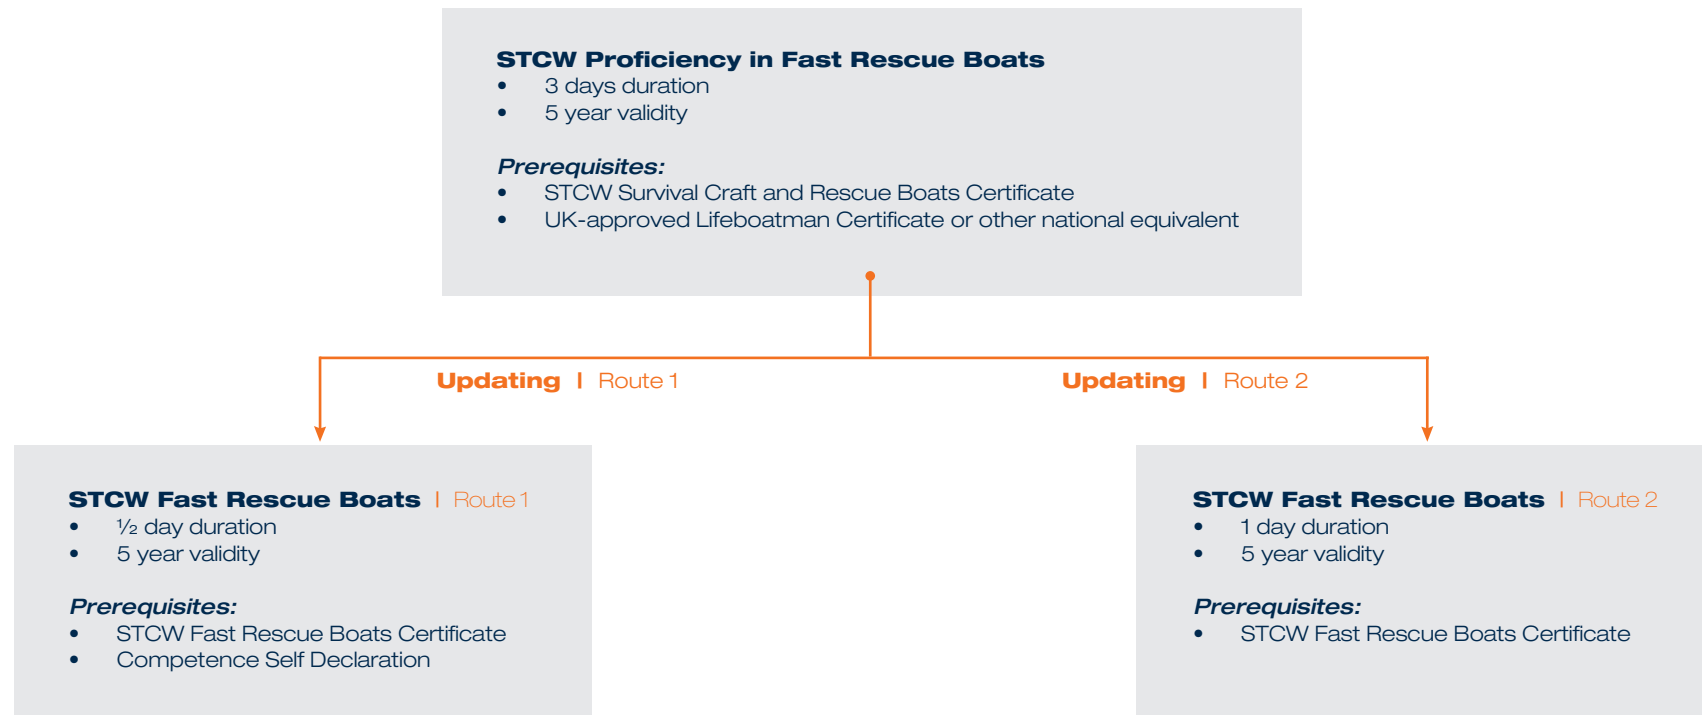 STCW Proficiency in Fast Rescue Boats
• 3 days duration
• 5 year validity
Prerequisites:
• STCW Survival Craft and Rescue Boats Certificate
• UK-approved Lifeboatman Certificate or other national equivalent
Updating | Route 1
Updating | Route 2
STCW Fast Rescue Boats | Route 1
• ½ day duration
• 5 year validity
Prerequisites:
• STCW Fast Rescue Boats Certificate
• Competence Self Declaration
STCW Fast Rescue Boats | Route 2
• 1 day duration
• 5 year validity
Prerequisites:
• STCW Fast Rescue Boats Certificate